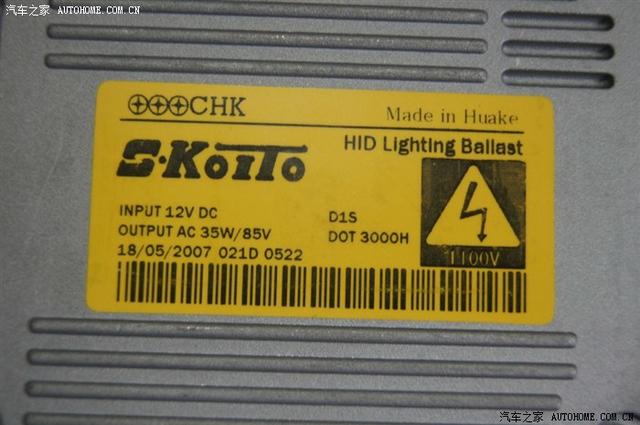 汽车之家 AUTOHOME.COM.CN
CHK
Made in Huake
S·KOITO
HID Lighting Ballast
INPUT 12V DC
D1S
OUTPUT AC 35W/85V
DOT 3000H
18/05/2007 021D 0522
1100V
汽车之家 AUTOHOME.COM.CN